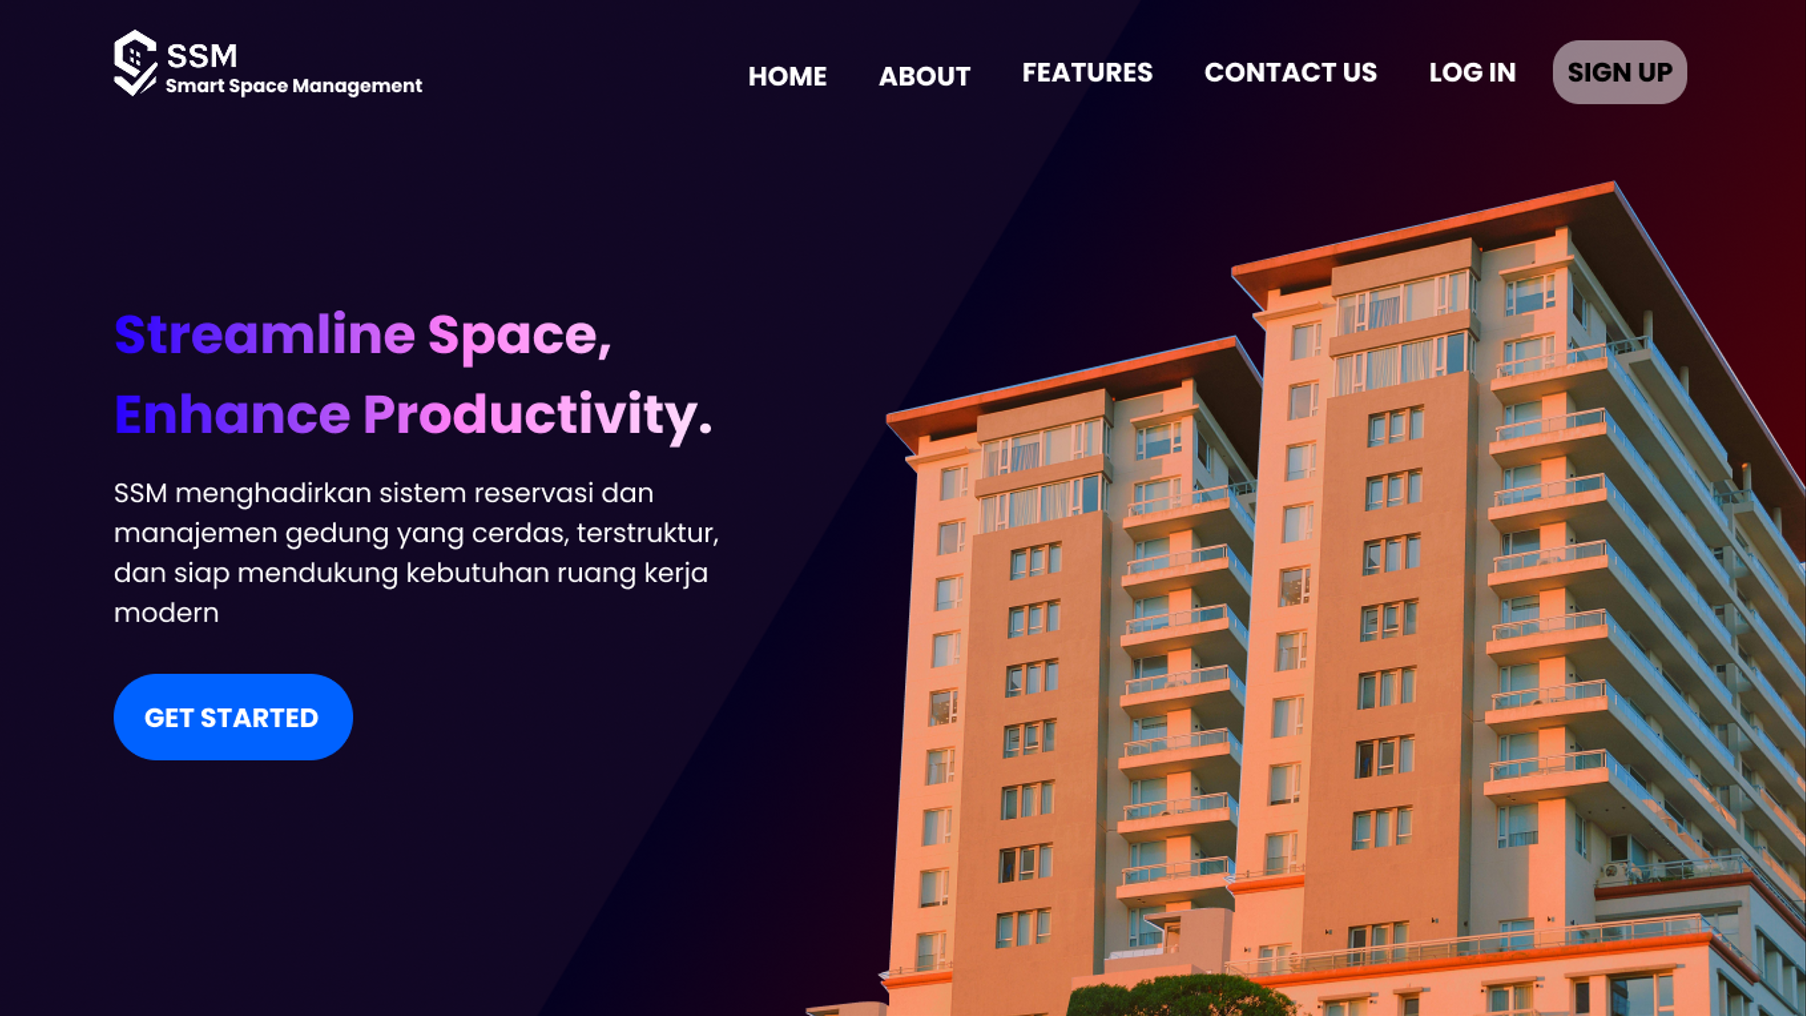 SSM
Smart Space Management
HOME
ABOUT
FEATURES
CONTACT US
LOG IN
SIGN UP
Streamline Space,
Enhance Productivity.
SSM menghadirkan sistem reservasi dan
manajemen gedung yang cerdas, terstruktur,
dan siap mendukung kebutuhan ruang kerja
modern
GET STARTED